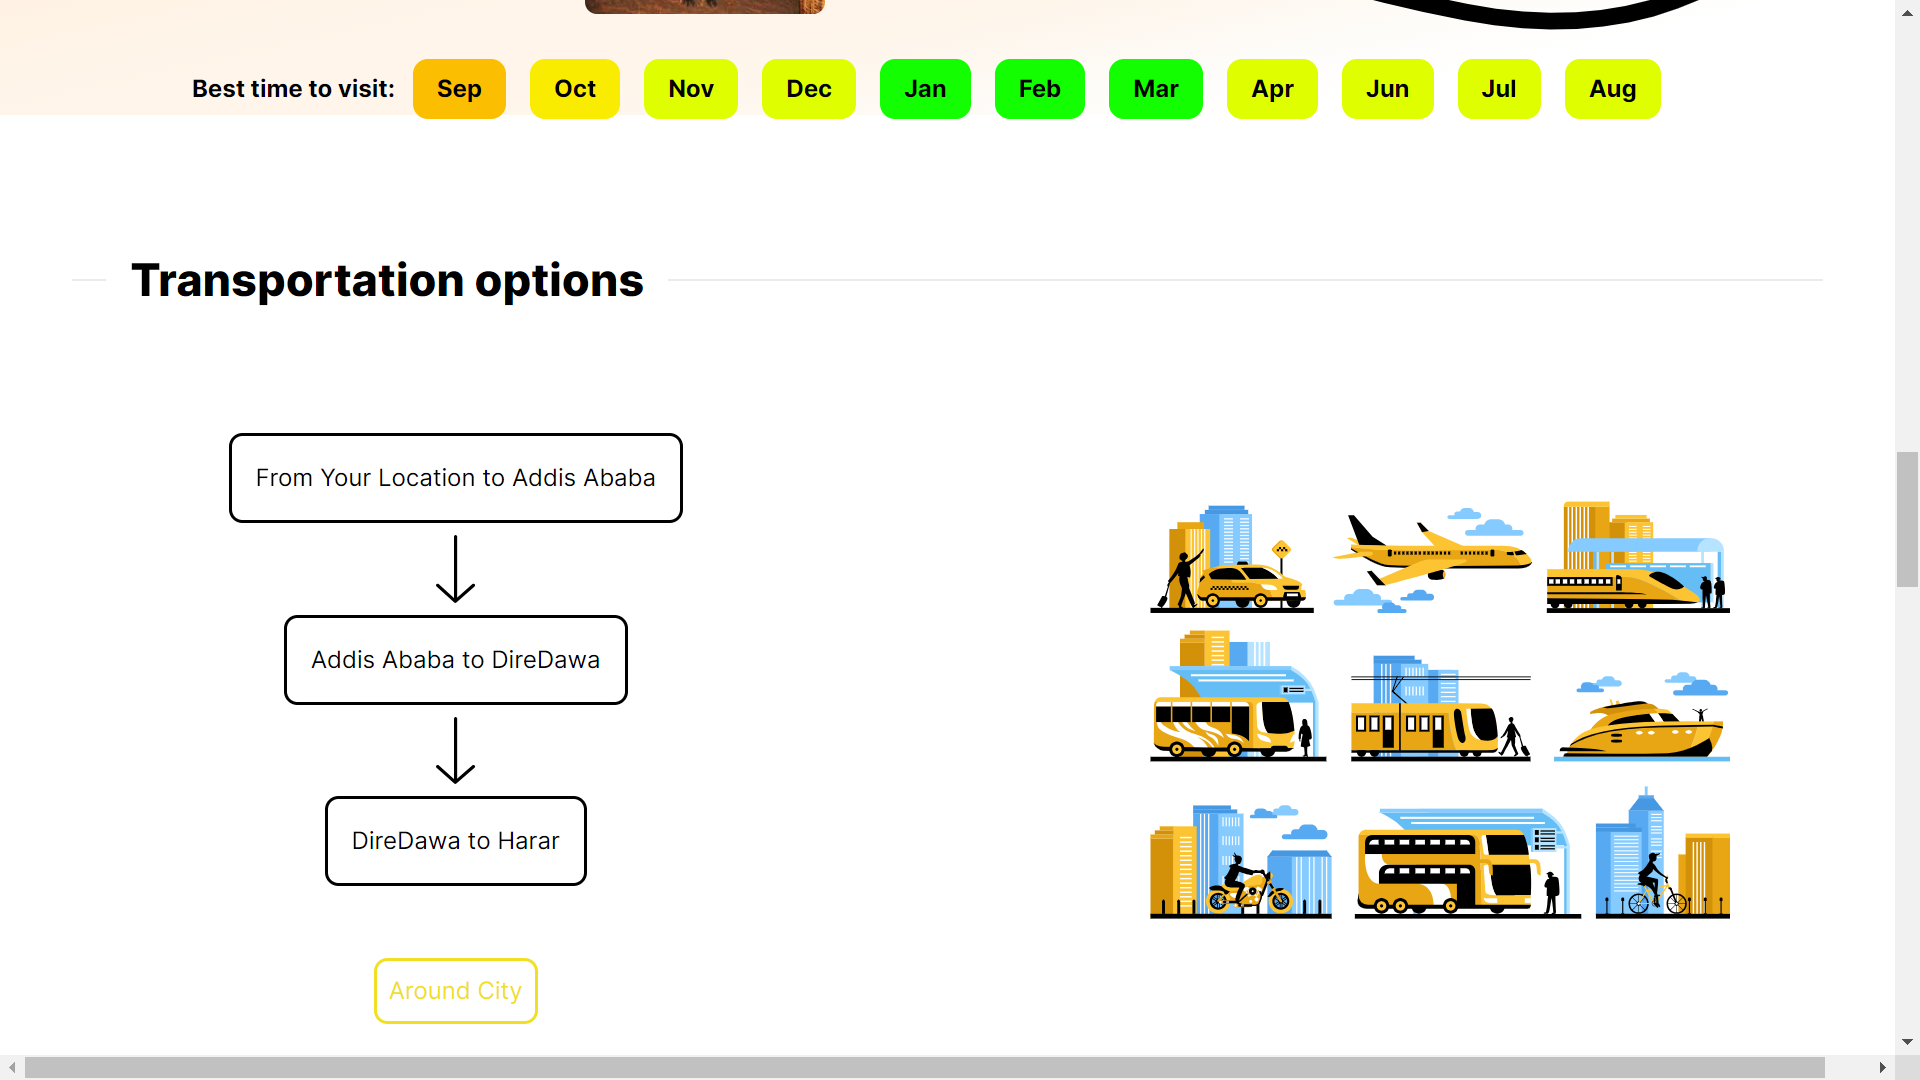 Best time to visit: Sep Oct Nov Dec Jan Feb Mar Apr Jun Jul Aug
Transportation options
From Your Location to Addis Ababa
Addis Ababa to DireDawa
DireDawa to Harar
Around City